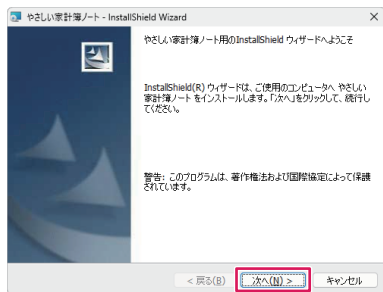 やさしい家計簿ノート - InstallShield Wizard
やさしい家計簿ノート用のInstallShield ウィザードへようこそ
InstallShield(R) ウィザードは、ご使用のコンピュータへ やさしい
家計簿ノート をインストールします。「次へ」をクリックして、続行し
てください。
警告: このプログラムは、著作権法および国際協定によって保護
されています。
< 戻る(B)
次へ(N) >
キャンセル